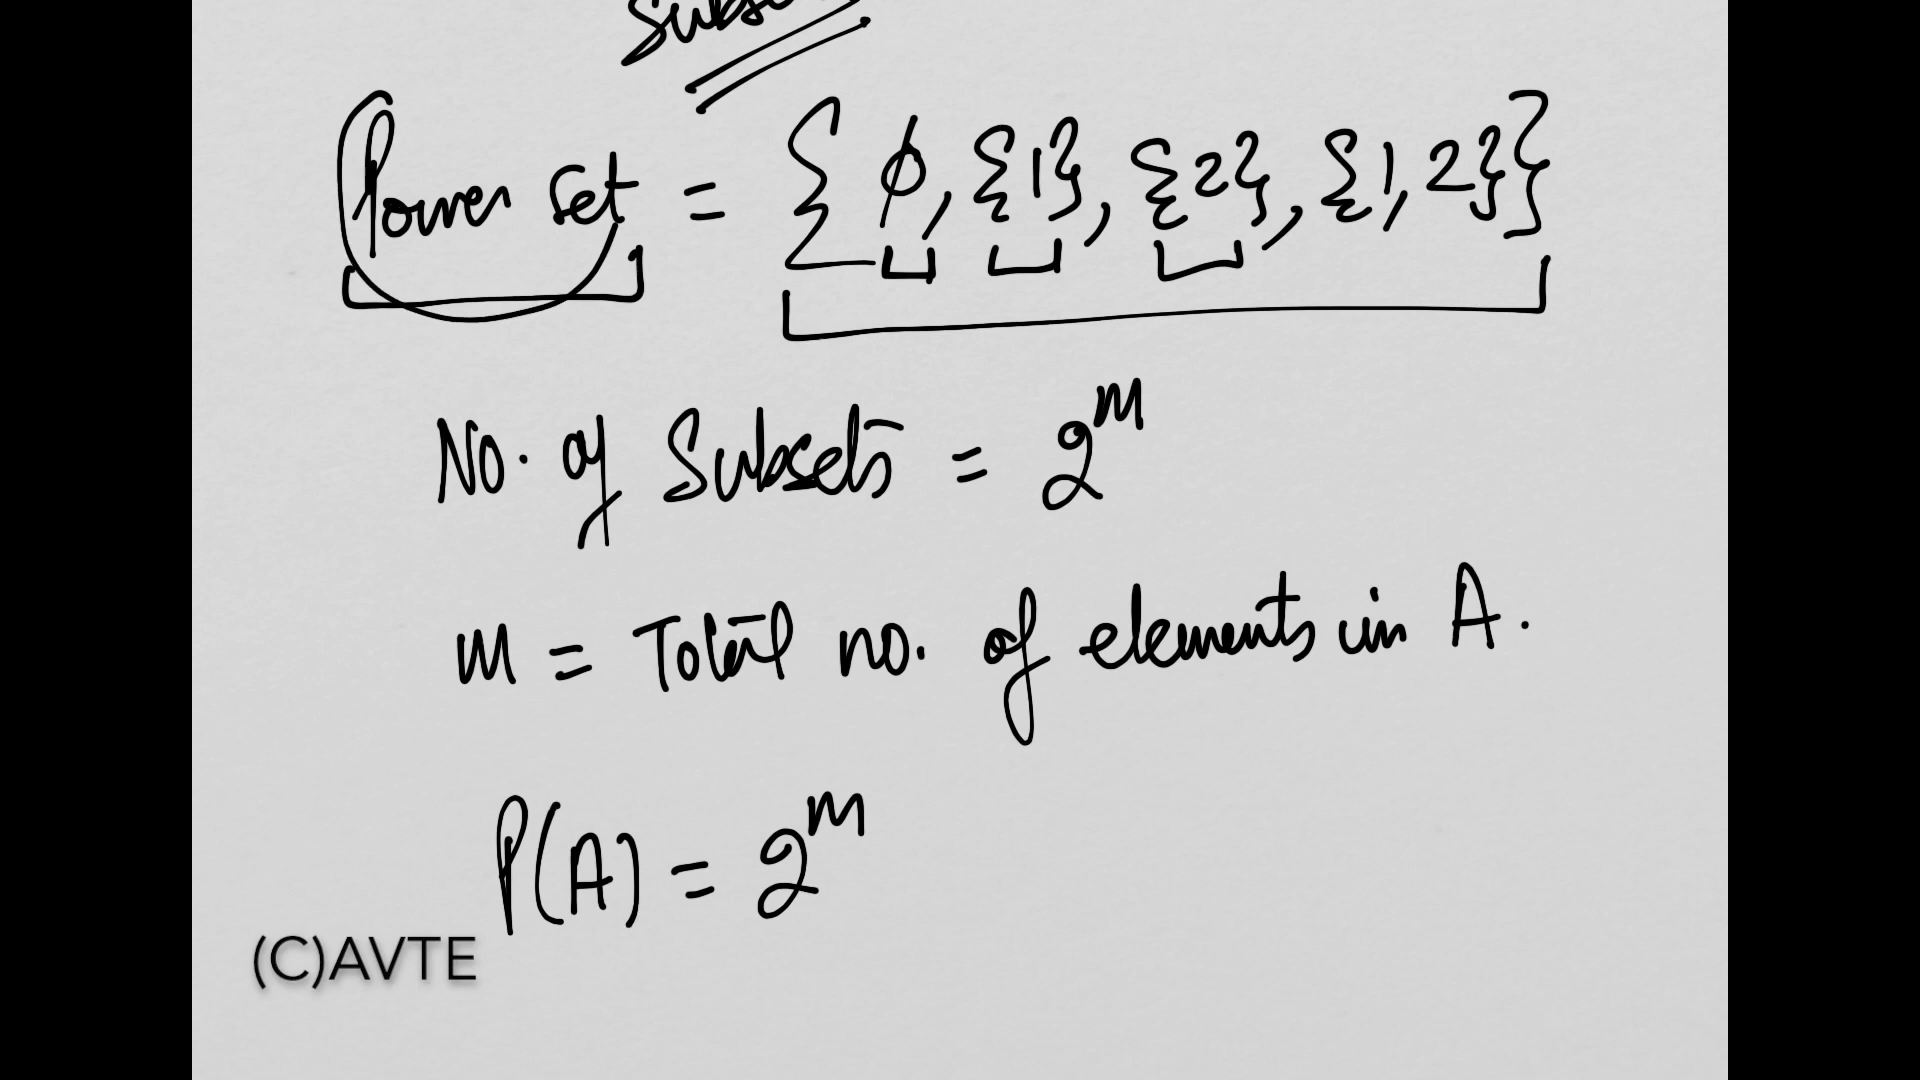 Power set = { ϕ, {1}, {2}, {1, 2}}
No. of Subsets = 2^m
m = Total no. of elements in A.
P(A) = 2^m
(C)AVTE